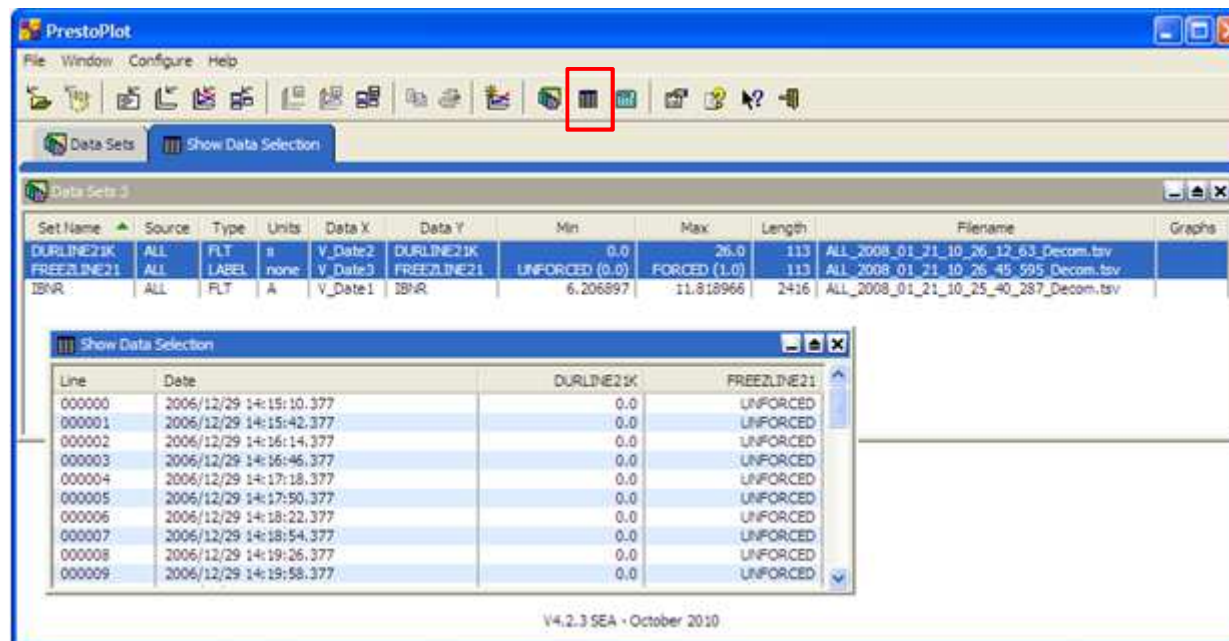 PrestoPlot
File Window Configure Help
Data Sets Show Data Selection
Data Sets 3
Set Name Source Type Units Data X Data Y Min Max Length Filename Graphs
DURLINE21K ALL FLT s V_Date2 DURLINE21K 0.0 26.0 113 ALL_2008_01_21_10_26_12_63_Decom.tsv
FREEZLINE21 ALL LABEL none V_Date3 FREEZLINE21 UNFORCED (0.0) FORCED (1.0) 113 ALL_2008_01_21_10_26_45_595_Decom.tsv
IBNR ALL FLT A V_Date1 IBNR 6.206897 11.818966 2416 ALL_2008_01_21_10_25_40_287_Decom.tsv
Show Data Selection
Line Date DURLINE21K FREEZLINE21
000000 2006/12/29 14:15:10.377 0.0 UNFORCED
000001 2006/12/29 14:15:42.377 0.0 UNFORCED
000002 2006/12/29 14:16:14.377 0.0 UNFORCED
000003 2006/12/29 14:16:46.377 0.0 UNFORCED
000004 2006/12/29 14:17:18.377 0.0 UNFORCED
000005 2006/12/29 14:17:50.377 0.0 UNFORCED
000006 2006/12/29 14:18:22.377 0.0 UNFORCED
000007 2006/12/29 14:18:54.377 0.0 UNFORCED
000008 2006/12/29 14:19:26.377 0.0 UNFORCED
000009 2006/12/29 14:19:58.377 0.0 UNFORCED
V4.2.3 SEA - October 2010